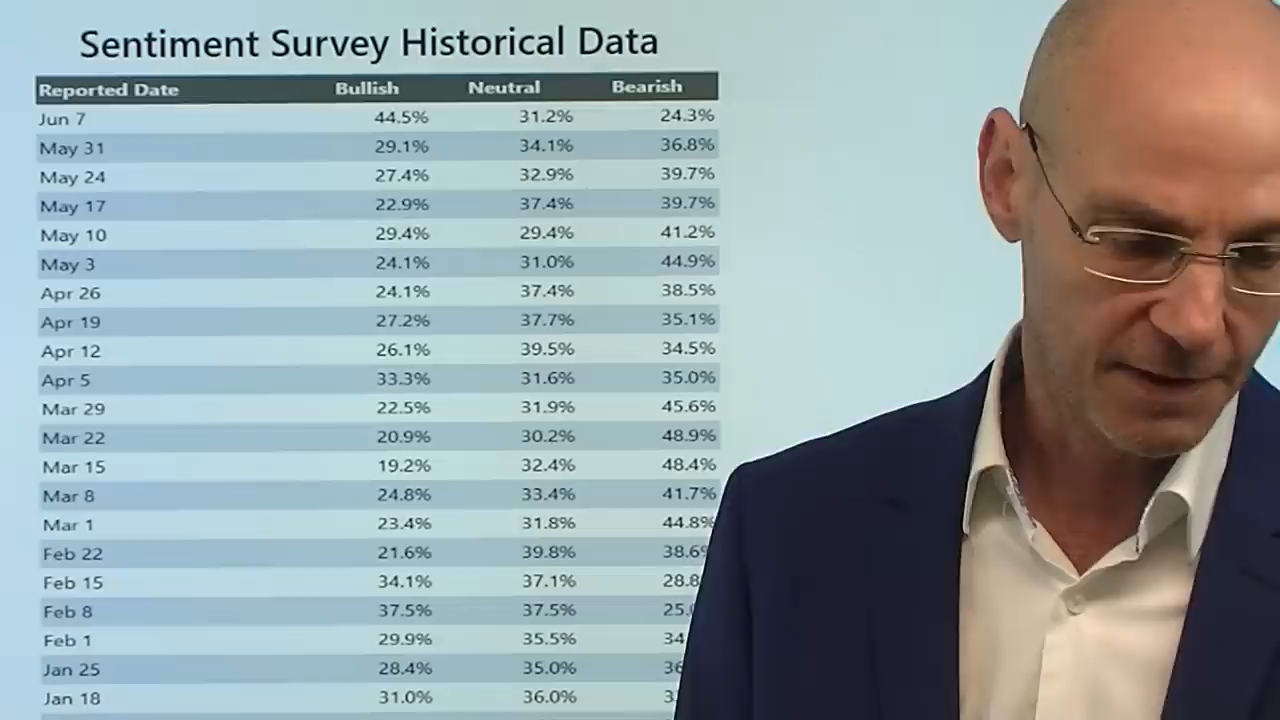 Sentiment Survey Historical Data
Reported Date Bullish Neutral Bearish
Jun 7 44.5% 31.2% 24.3%
May 31 29.1% 34.1% 36.8%
May 24 27.4% 32.9% 39.7%
May 17 22.9% 37.4% 39.7%
May 10 29.4% 29.4% 41.2%
May 3 24.1% 31.0% 44.9%
Apr 26 24.1% 37.4% 38.5%
Apr 19 27.2% 37.7% 35.1%
Apr 12 26.1% 39.5% 34.5%
Apr 5 33.3% 31.6% 35.0%
Mar 29 22.5% 31.9% 45.6%
Mar 22 20.9% 30.2% 48.9%
Mar 15 19.2% 32.4% 48.4%
Mar 8 24.8% 33.4% 41.7%
Mar 1 23.4% 31.8% 44.8%
Feb 22 21.6% 39.8% 38.6%
Feb 15 34.1% 37.1% 28.8
Feb 8 37.5% 37.5%
Feb 1 29.9% 35.5%
Jan 25 28.4% 35.0%
Jan 18 31.0% 36.0%